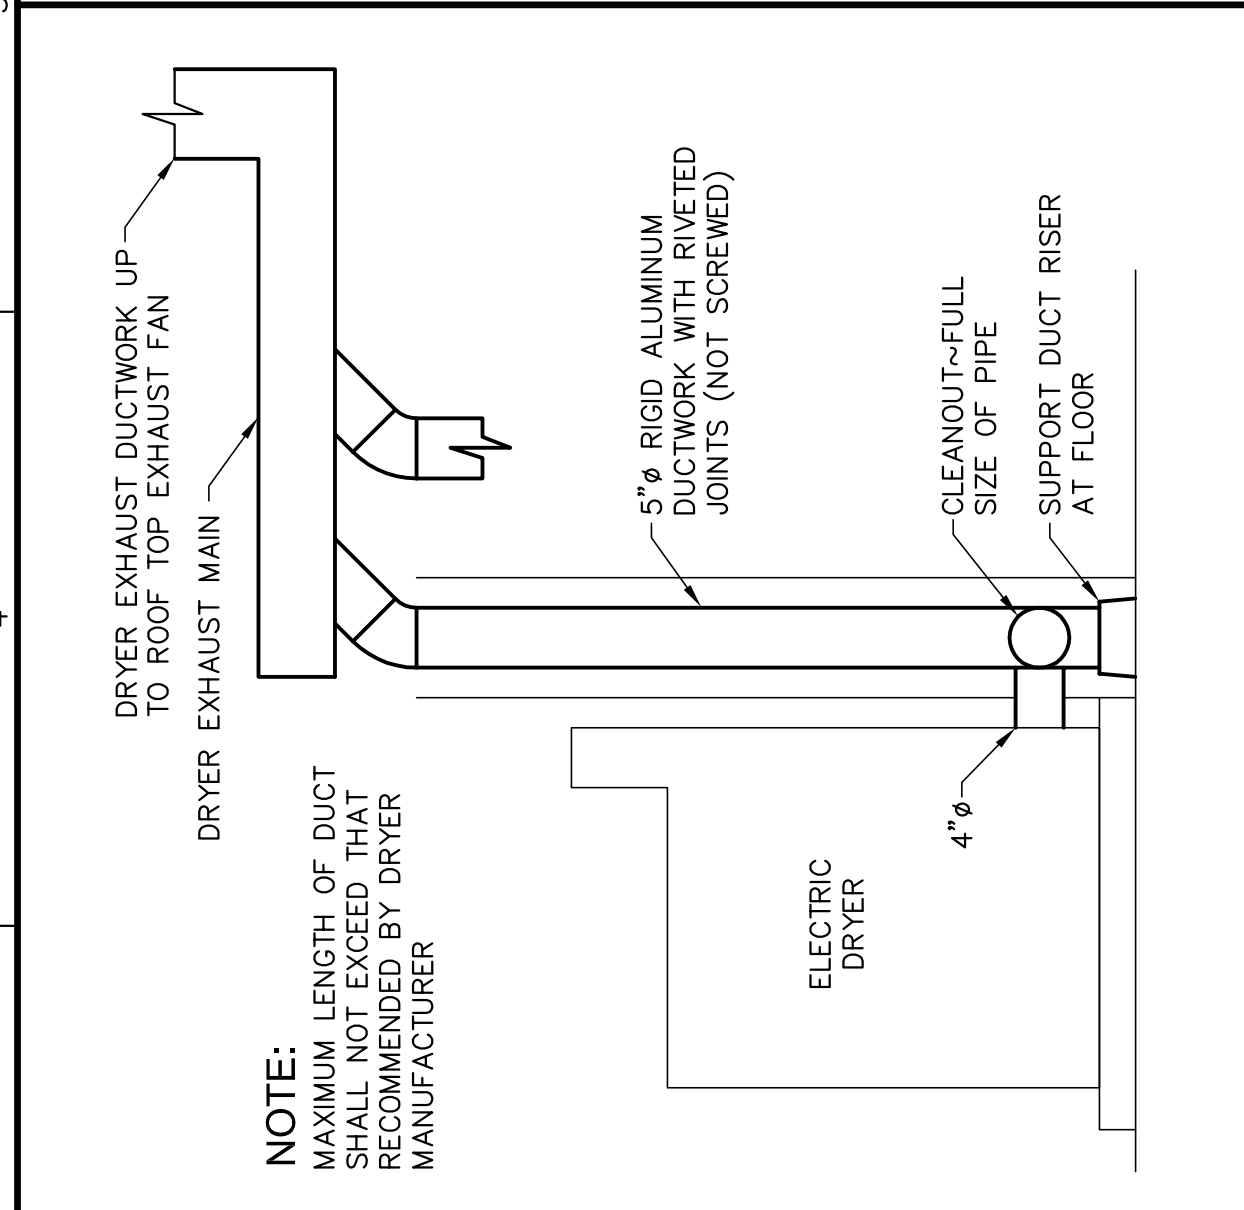 DRYER EXHAUST DUCTWORK UP
TO ROOF TOP EXHAUST FAN
DRYER EXHAUST MAIN
NOTE:
MAXIMUM LENGTH OF DUCT
SHALL NOT EXCEED THAT
RECOMMENDED BY DRYER
MANUFACTURER
5"ø RIGID ALUMINUM
DUCTWORK WITH RIVETED
JOINTS (NOT SCREWED)
ELECTRIC
DRYER
4"ø
CLEANOUT~FULL
SIZE OF PIPE
SUPPORT DUCT RISER
AT FLOOR